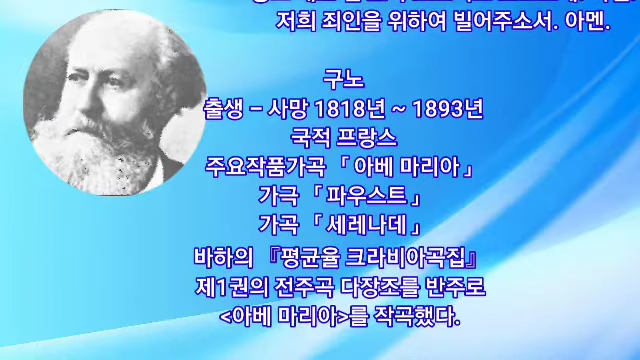 저희 죄인을 위하여 빌어주소서. 아멘.
구노
출생 – 사망 1818년 ~ 1893년
국적 프랑스
주요작품가곡 「아베 마리아」
가극 「파우스트」
가곡 「세레나데」
바하의 『평균율 크라비아곡집』
제1권의 전주곡 다장조를 반주로
<아베 마리아>를 작곡했다.